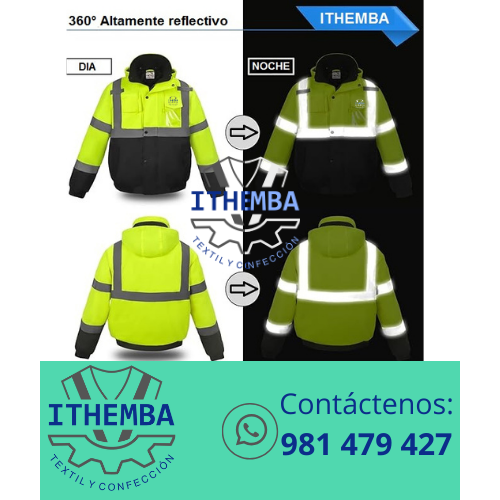 360° Altamente reflectivo
ITHEMBA
DIA
NOCHE
ITHEMBA
TEXTIL Y CONFECCIÓN
ITHEMBA
TEXTIL Y CONFECCIÓN
Contáctenos:
981 479 427